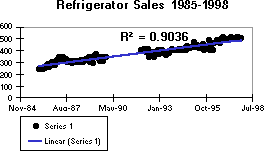 Refrigerator Sales 1985-1998
R² = 0.9036
600
500
400
300
200
100
0
Nov-84 Aug-87 May-90 Jan-93 Oct-95 Jul-98
Series 1
Linear (Series 1)